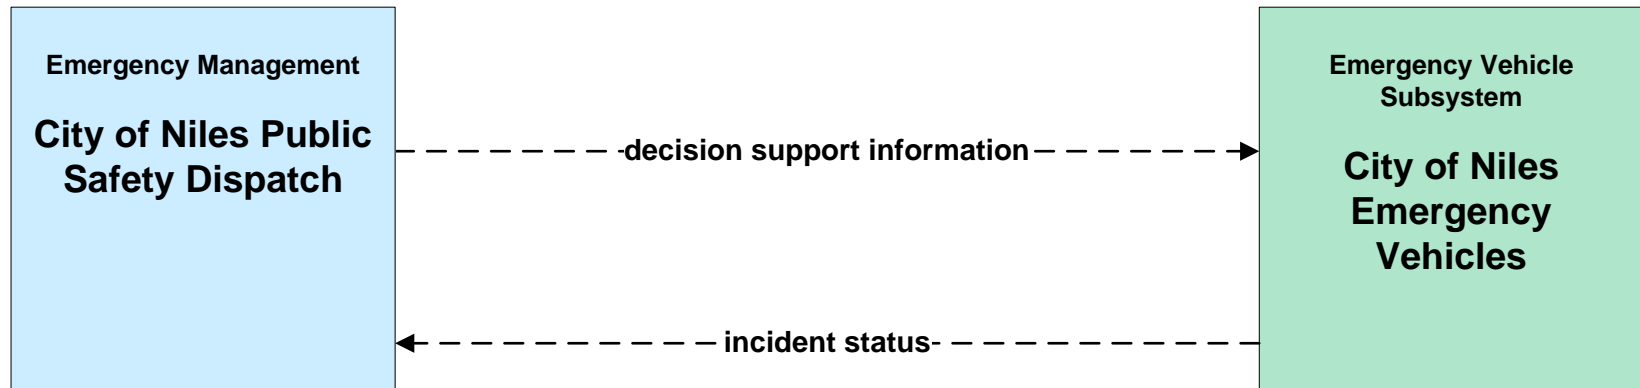 Emergency Management
City of Niles Public
Safety Dispatch
decision support information
incident status
Emergency Vehicle
Subsystem
City of Niles
Emergency
Vehicles